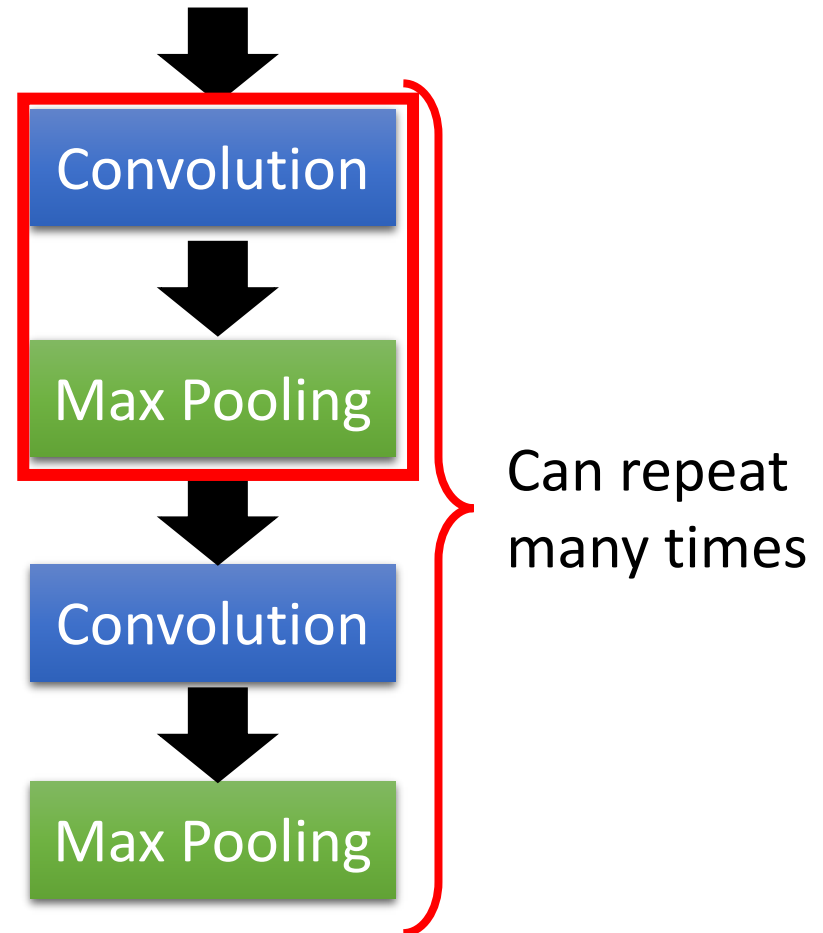 Convolution
Max Pooling
Can repeat
many times
Convolution
Max Pooling